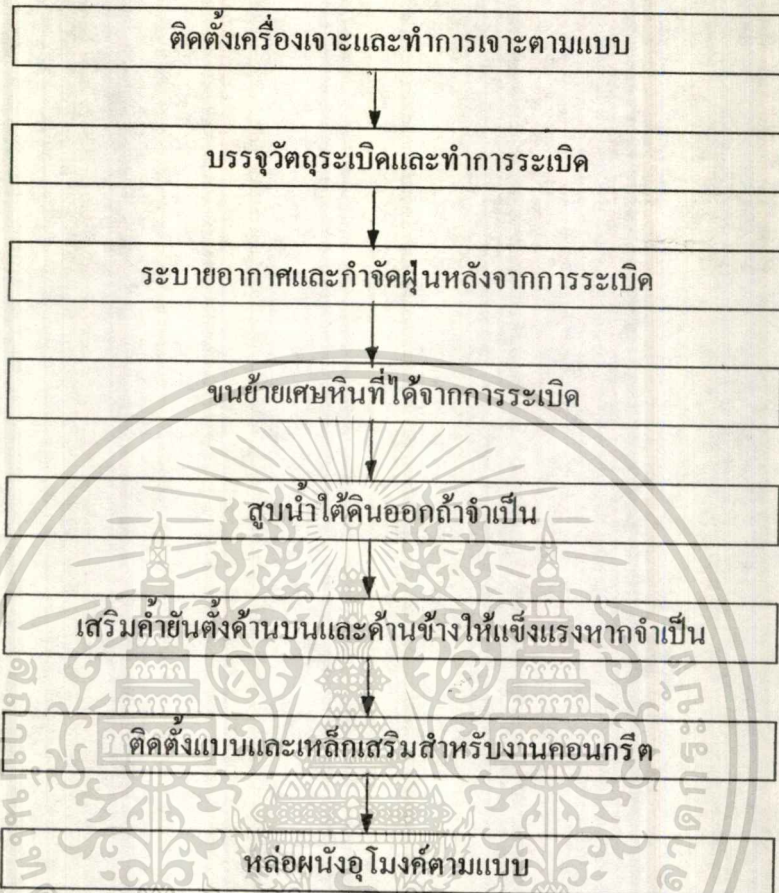 ติดตั้งเครื่องเจาะและทำการเจาะตามแบบ
บรรจุวัตถุระเบิดและทำการระเบิด
ระบายอากาศและกำจัดฝุ่นหลังจากการระเบิด
ขนย้ายเศษหินที่ได้จากการระเบิด
สูบน้ำใต้ดินออกถ้าจำเป็น
เสริมค้ำยันตั้งด้านบนและด้านข้างให้แข็งแรงหากจำเป็น
ติดตั้งแบบและเหล็กเสริมสำหรับงานคอนกรีต
หล่อผนังอุโมงค์ตามแบบ